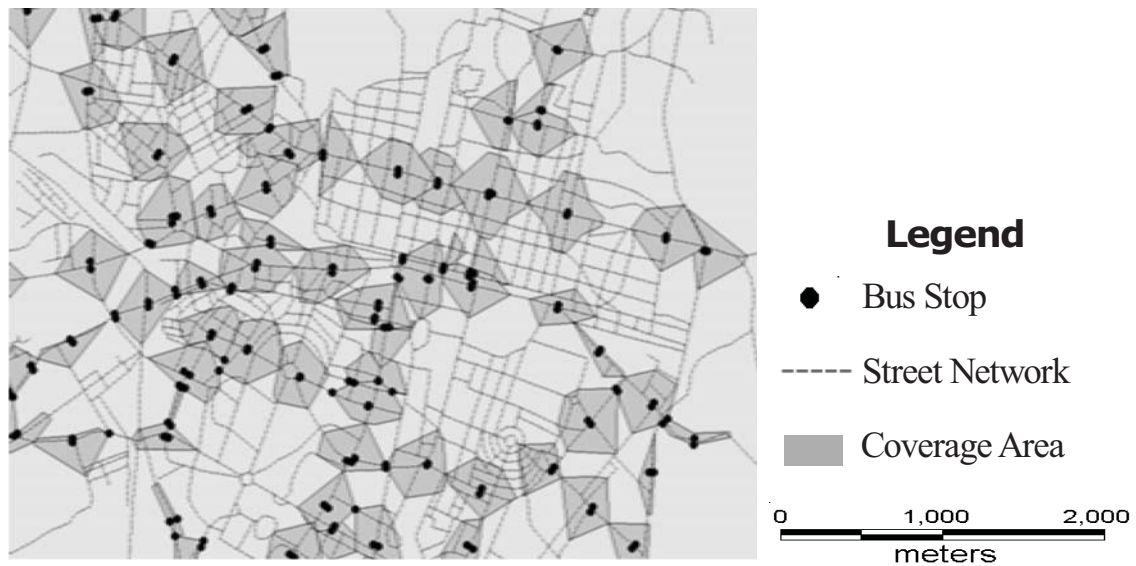 Legend
Bus Stop
Street Network
Coverage Area
0 1,000 2,000
meters